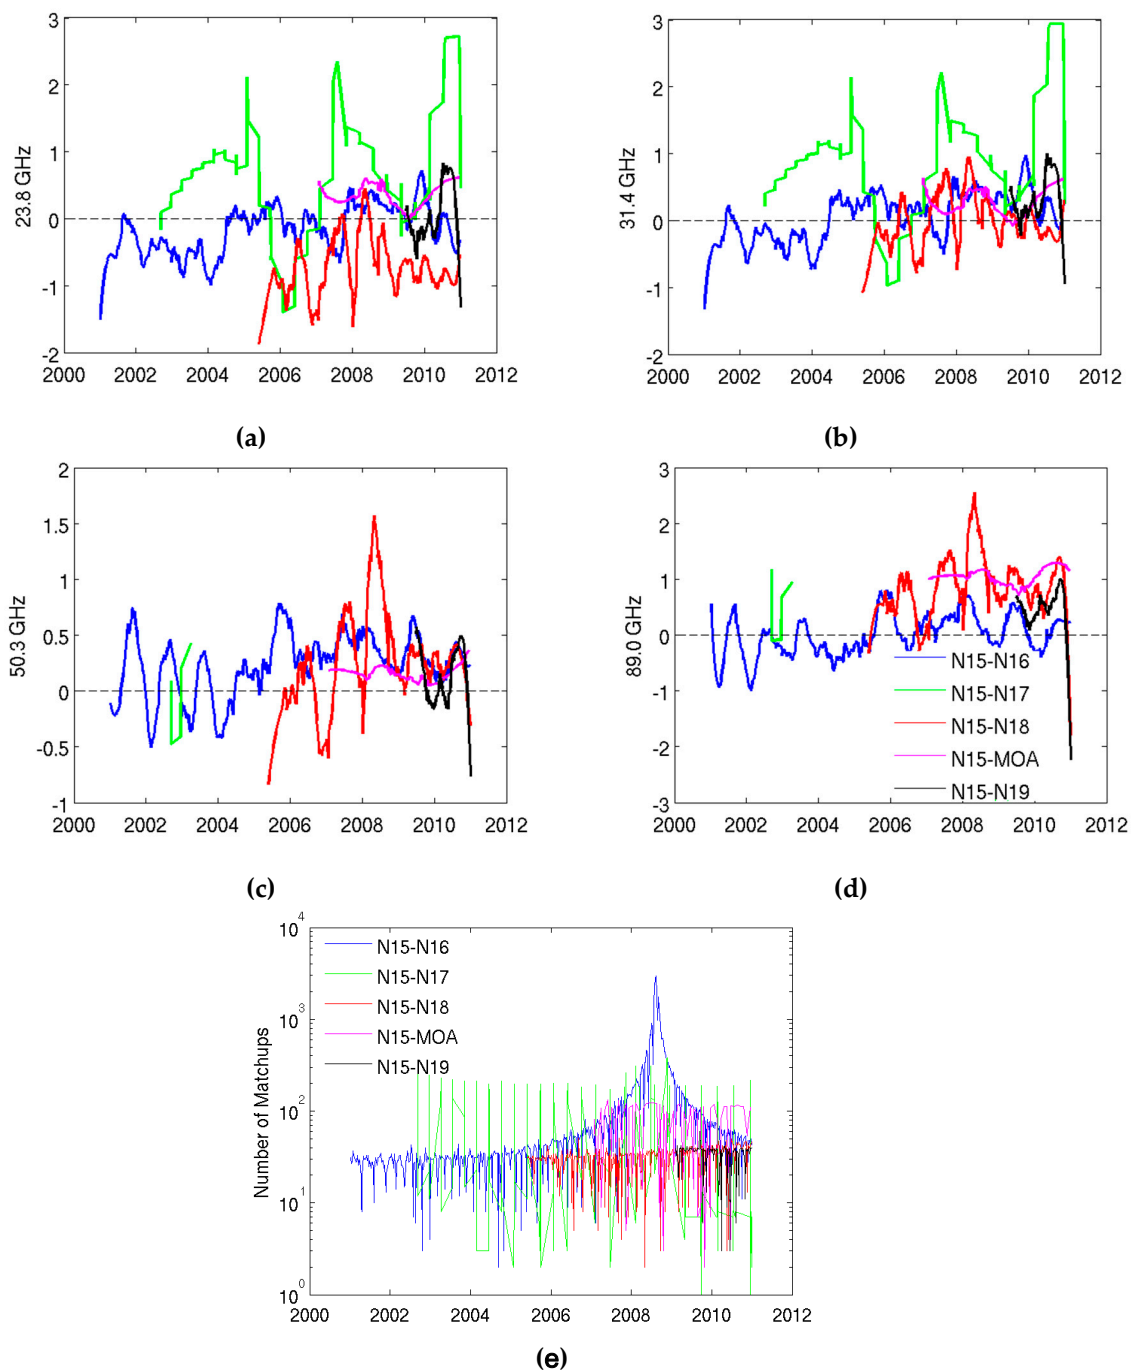 3
2
1
0
-1
-2
23.8 GHz
2000 2002 2004 2006 2008 2010 2012
(a)
3
2
1
0
-1
-2
31.4 GHz
2000 2002 2004 2006 2008 2010 2012
(b)
2
1.5
1
0.5
0
-0.5
-1
50.3 GHz
2000 2002 2004 2006 2008 2010 2012
(c)
3
2
1
0
-1
-2
-3
89.0 GHz
N15-N16
N15-N17
N15-N18
N15-MOA
N15-N19
2000 2002 2004 2006 2008 2010 2012
(d)
10^4
10^3
10^2
10^1
10^0
Number of Matchups
N15-N16
N15-N17
N15-N18
N15-MOA
N15-N19
2000 2002 2004 2006 2008 2010 2012
(e)